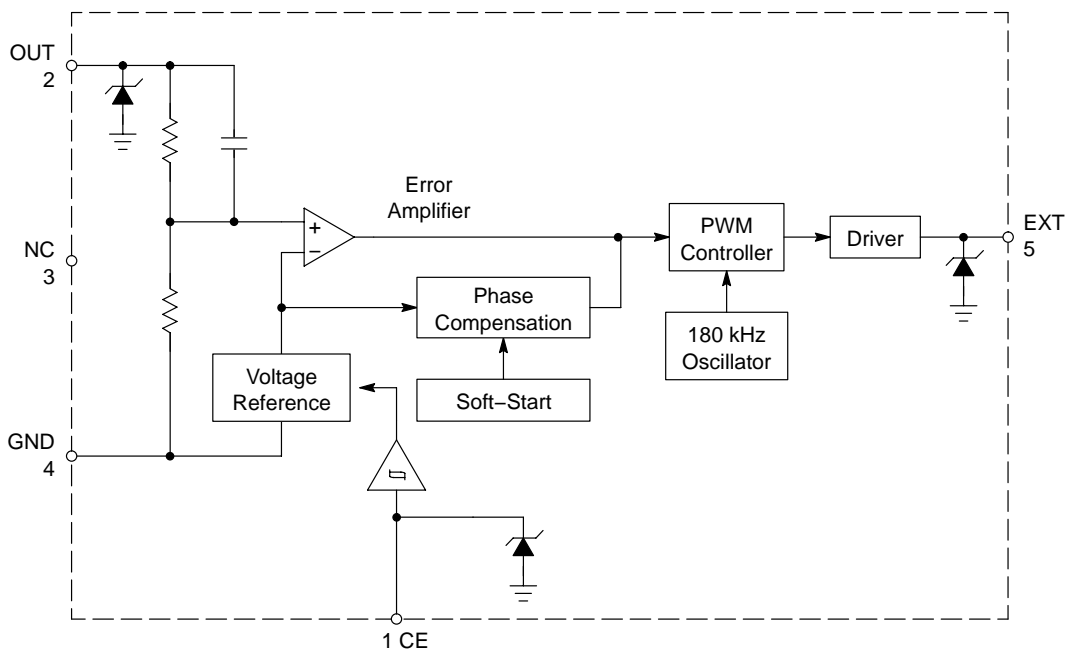 OUT
2
Error
Amplifier
+
−
NC
3
PWM
Controller
Driver
EXT
5
Phase
Compensation
180 kHz
Oscillator
Voltage
Reference
Soft−Start
GND
4
1 CE